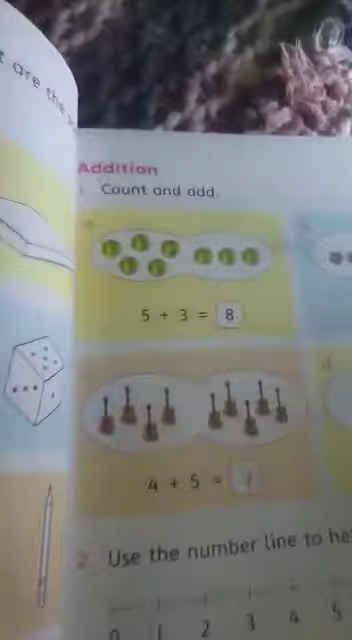 are the
Addition
Count and add.
5 + 3 = 8
d
4 + 5 =
2. Use the number line to he
0 1 2 3 4 5